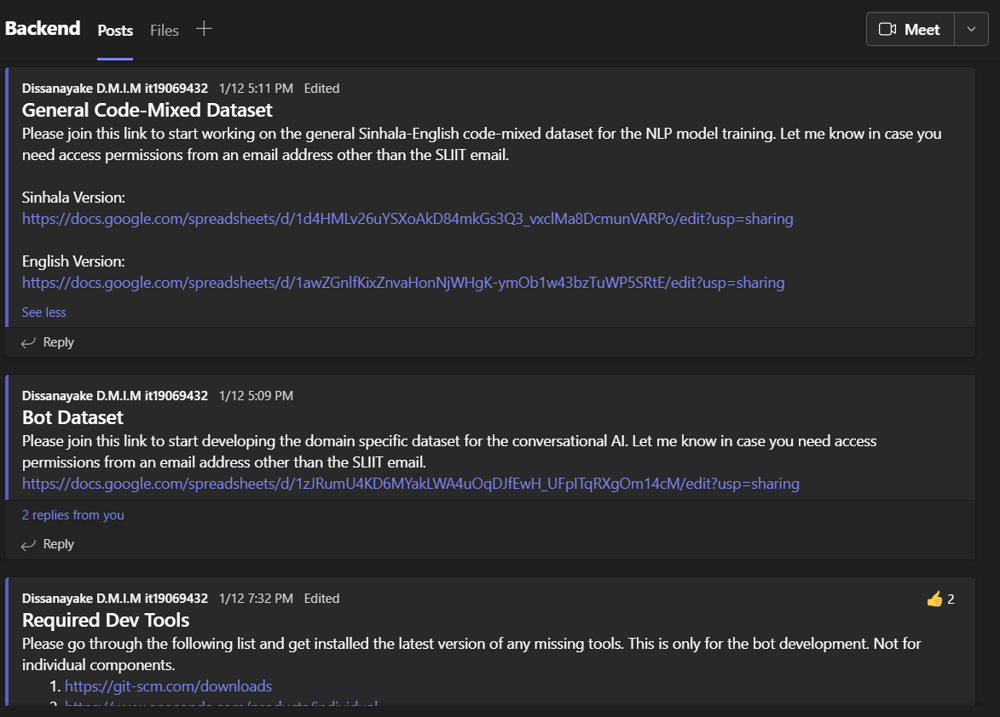 Backend Posts Files
Meet
Dissanayake D.M.I.M it19069432 1/12 5:11 PM Edited
General Code-Mixed Dataset
Please join this link to start working on the general Sinhala-English code-mixed dataset for the NLP model training. Let me know in case you
need access permissions from an email address other than the SLIIT email.
Sinhala Version:
https://docs.google.com/spreadsheets/d/1d4HMLv26uYSXoAkD84mkGs3Q3_vxclMa8DcmunVARPo/edit?usp=sharing
English Version:
https://docs.google.com/spreadsheets/d/1awZGnlfKixZnvaHonNjWHgK-ymOb1w43bzTuWP5SRtE/edit?usp=sharing
See less
Reply
Dissanayake D.M.I.M it19069432 1/12 5:09 PM
Bot Dataset
Please join this link to start developing the domain specific dataset for the conversational AI. Let me know in case you need access
permissions from an email address other than the SLIIT email.
https://docs.google.com/spreadsheets/d/1zJRumU4KD6MYakLWA4uOqDJfEwH_UFpITqRXgOm14cM/edit?usp=sharing
2 replies from you
Reply
Dissanayake D.M.I.M it19069432 1/12 7:32 PM Edited
2
Required Dev Tools
Please go through the following list and get installed the latest version of any missing tools. This is only for the bot development. Not for
individual components.
1. https://git-scm.com/downloads
2. https://www.anaconda.com/products/individual